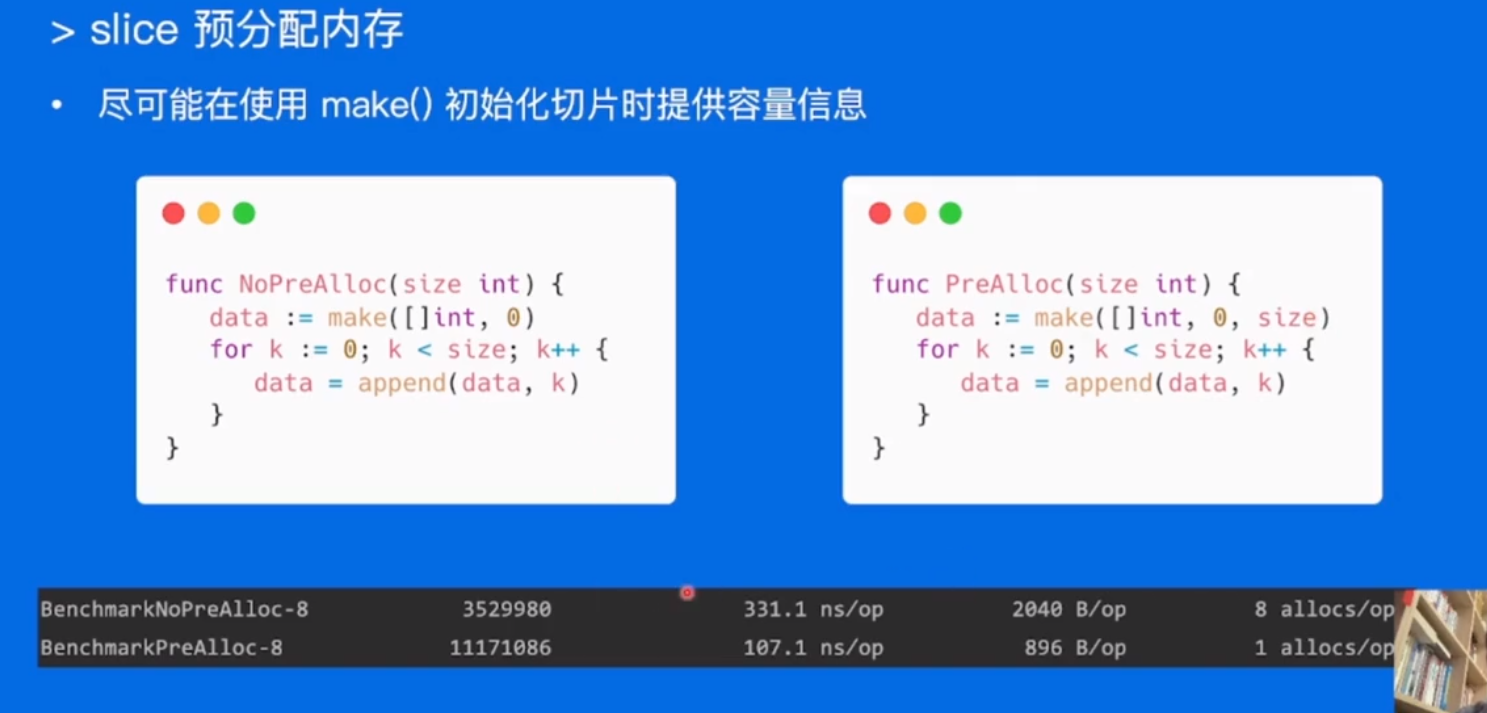 > slice 预分配内存
• 尽可能在使用 make() 初始化切片时提供容量信息
func NoPreAlloc(size int) {
   data := make([]int, 0)
   for k := 0; k < size; k++ {
      data = append(data, k)
   }
}
func PreAlloc(size int) {
   data := make([]int, 0, size)
   for k := 0; k < size; k++ {
      data = append(data, k)
   }
}
BenchmarkNoPreAlloc-8 3529980 331.1 ns/op 2040 B/op 8 allocs/op
BenchmarkPreAlloc-8 11171086 107.1 ns/op 896 B/op 1 allocs/op